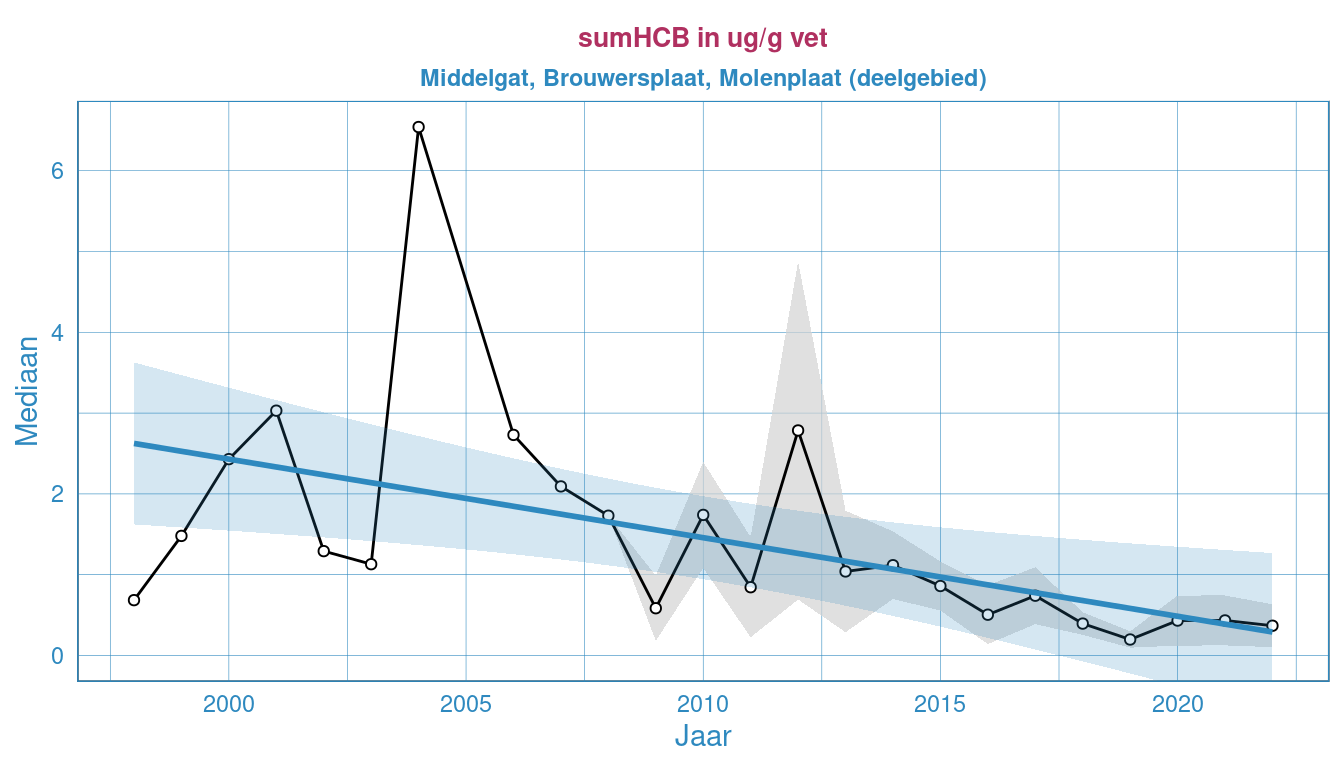 sumHCB in ug/g vet
Middelgat, Brouwersplaat, Molenplaat (deelgebied)
Mediaan
6
4
2
0
2000
2005
2010
2015
2020
Jaar